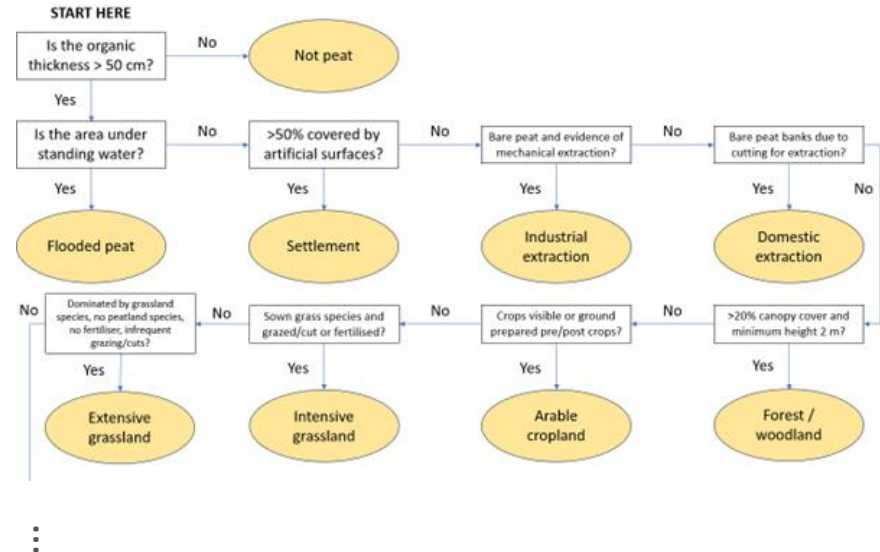 START HERE
Is the organic
thickness > 50 cm?
No
Not peat
Yes
Is the area under
standing water?
No
>50% covered by
artificial surfaces?
No
Bare peat and evidence of
mechanical extraction?
No
Bare peat banks due to
cutting for extraction?
Yes
Yes
Yes
Yes
No
Flooded peat
Settlement
Industrial
extraction
Domestic
extraction
No
Dominated by grassland
species, no peatland species,
no fertiliser, infrequent
grazing/cuts?
No
Sown grass species and
grazed/cut or fertilised?
No
Crops visible or ground
prepared pre/post crops?
No
>20% canopy cover and
minimum height 2 m?
Yes
Yes
Yes
Yes
Extensive
grassland
Intensive
grassland
Arable
cropland
Forest /
woodland